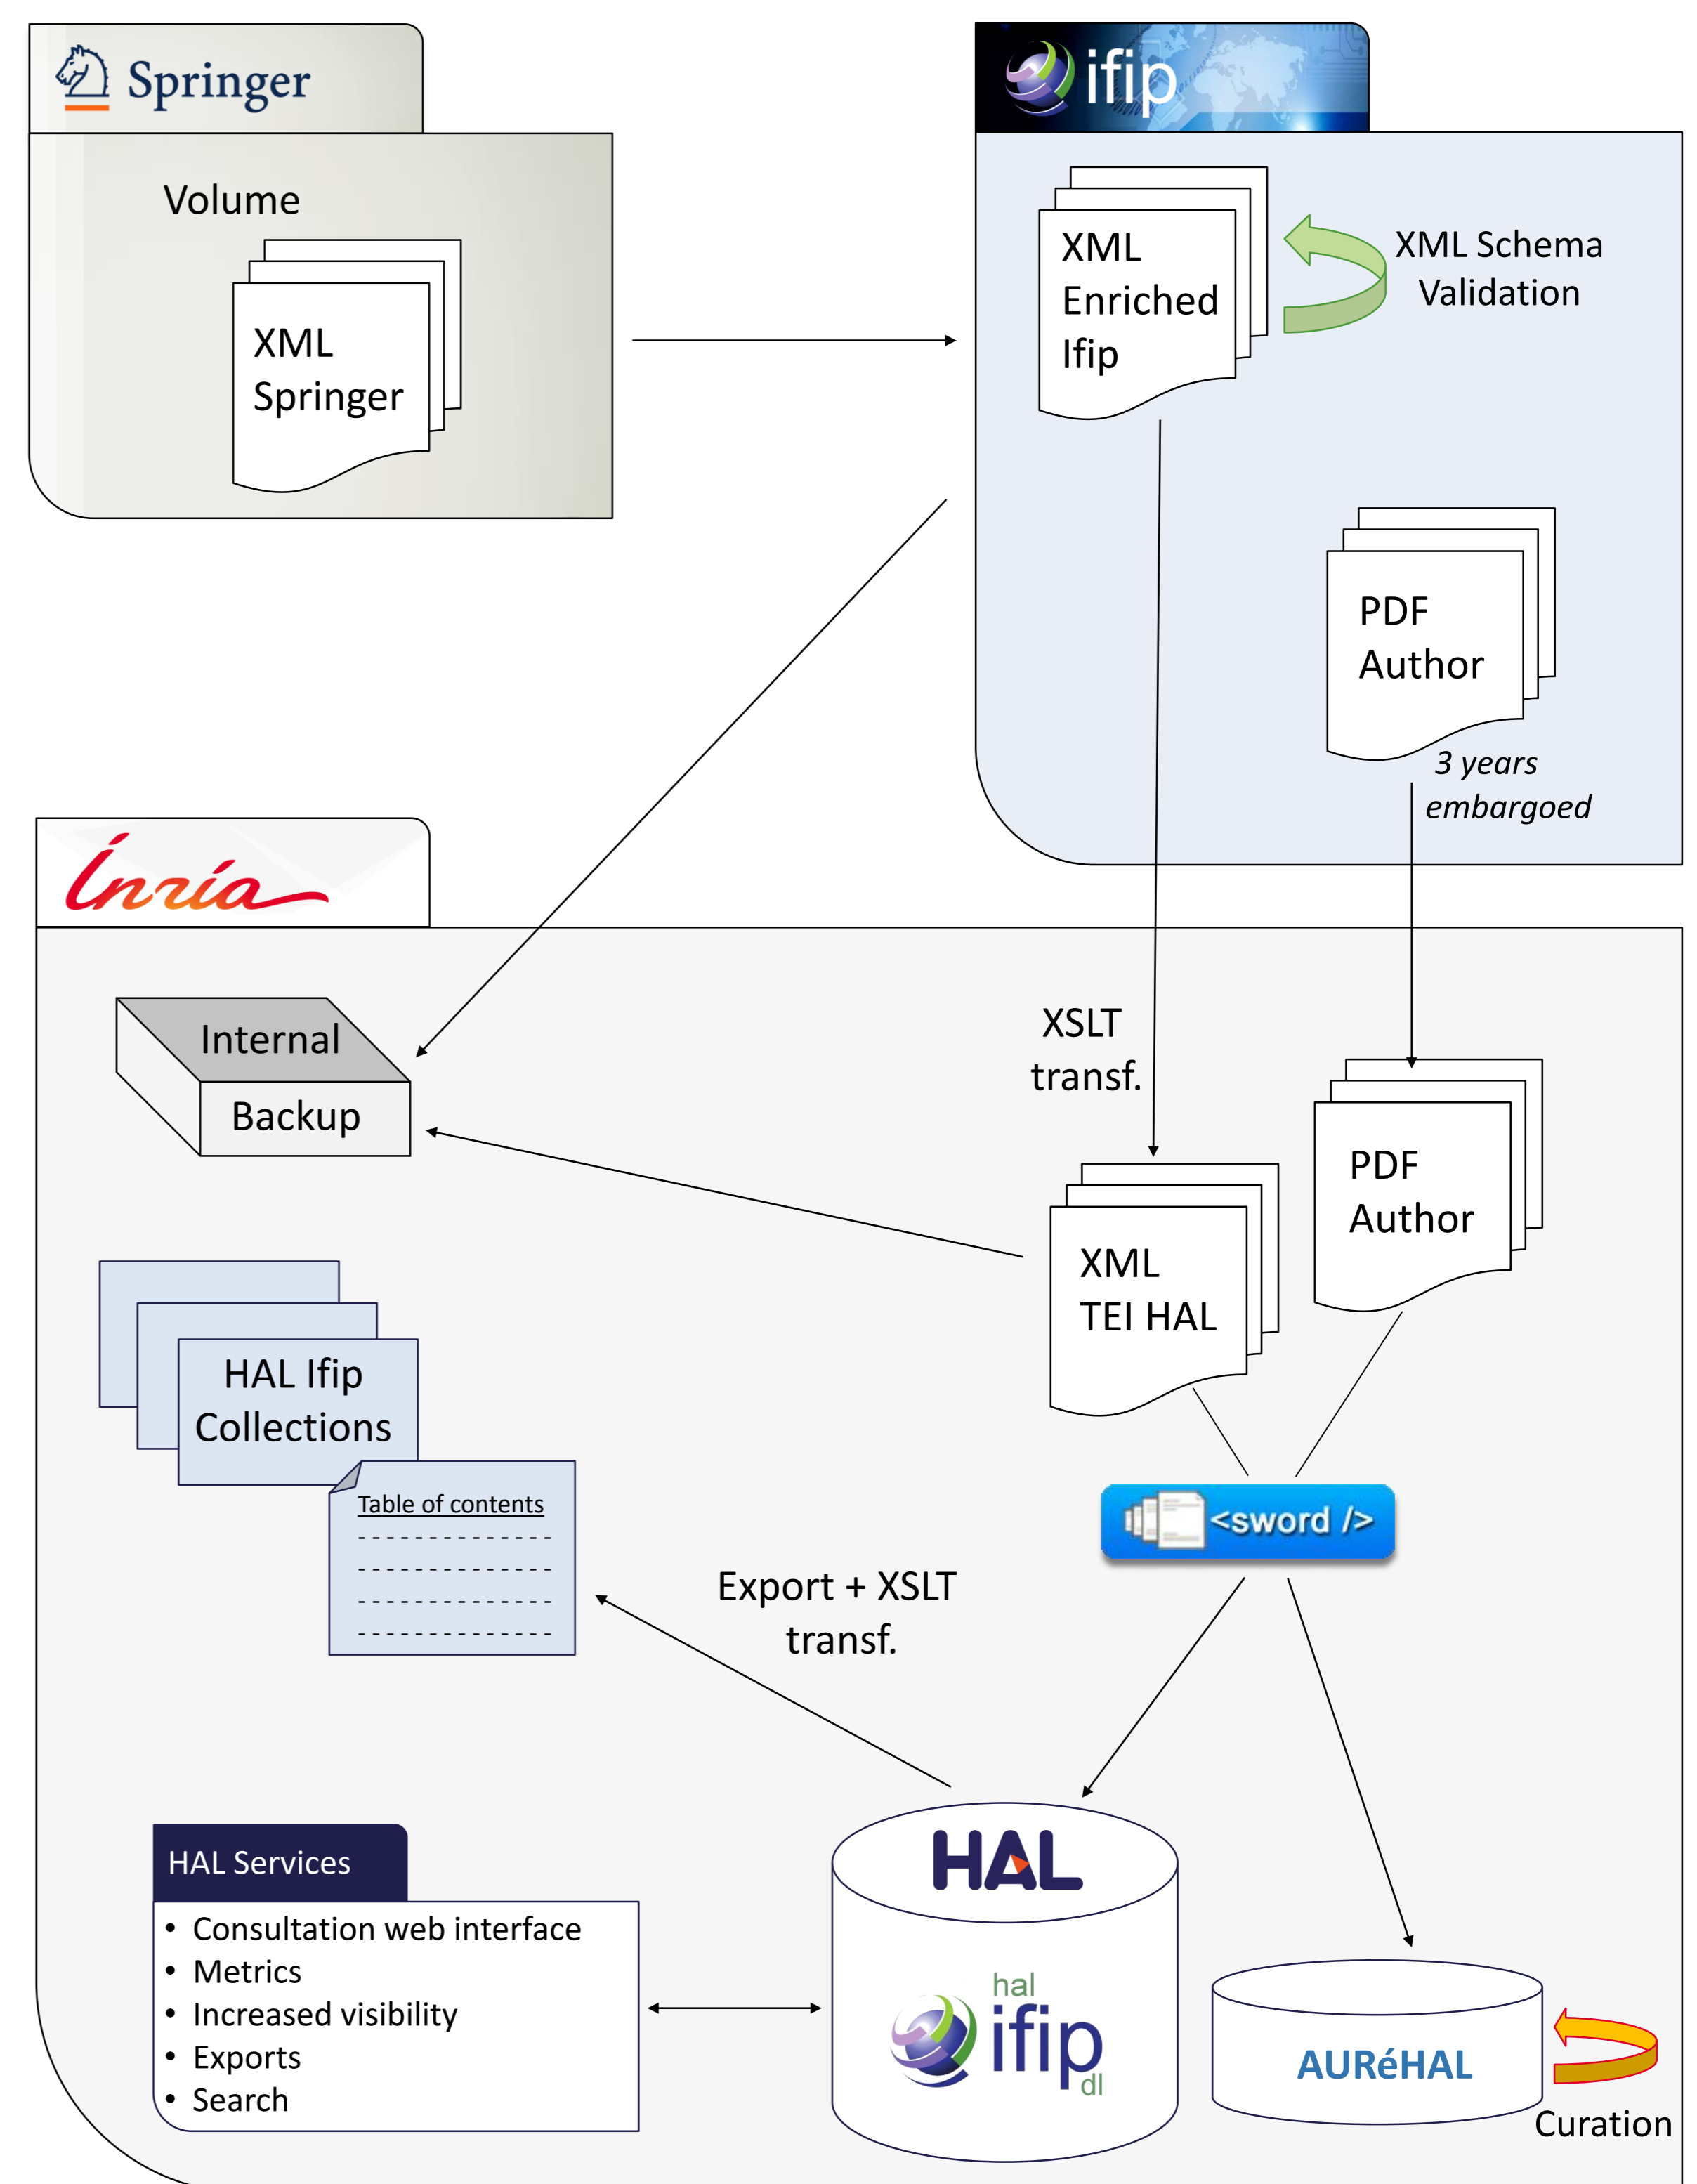 Springer
Volume
XML
Springer
ifip
XML
Enriched
Ifip
XML Schema
Validation
PDF
Author
3 years
embargoed
Inria
Internal
Backup
XSLT
transf.
PDF
Author
XML
TEI HAL
HAL Ifip
Collections
Table of contents
<sword />
Export + XSLT
transf.
HAL Services
• Consultation web interface
• Metrics
• Increased visibility
• Exports
• Search
HAL
hal
ifip
dl
AURéHAL
Curation